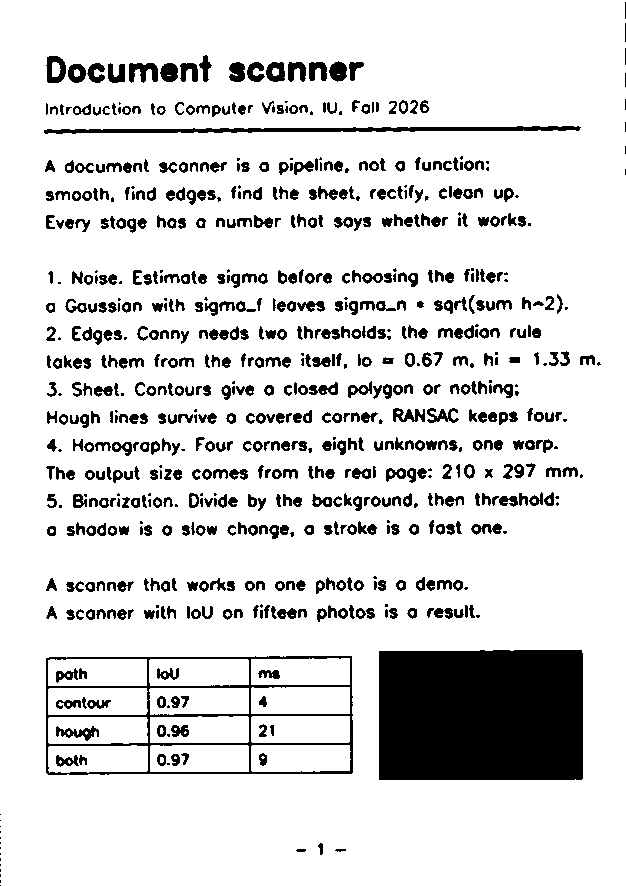 Document scanner
Introduction to Computer Vision, IU, Fall 2026
A document scanner is a pipeline, not a function:
smooth, find edges, find the sheet, rectify, clean up.
Every stage has a number that says whether it works.
1. Noise. Estimate sigma before choosing the filter:
a Gaussian with sigma_f leaves sigma_n * sqrt(sum h^2).
2. Edges. Canny needs two thresholds; the median rule
takes them from the frame itself, lo = 0.67 m, hi = 1.33 m.
3. Sheet. Contours give a closed polygon or nothing;
Hough lines survive a covered corner, RANSAC keeps four.
4. Homography. Four corners, eight unknowns, one warp.
The output size comes from the real page: 210 x 297 mm.
5. Binarization. Divide by the background, then threshold:
a shadow is a slow change, a stroke is a fast one.
A scanner that works on one photo is a demo.
A scanner with IoU on fifteen photos is a result.
path IoU ms
contour 0.97 4
hough 0.96 21
both 0.97 9
- 1 -